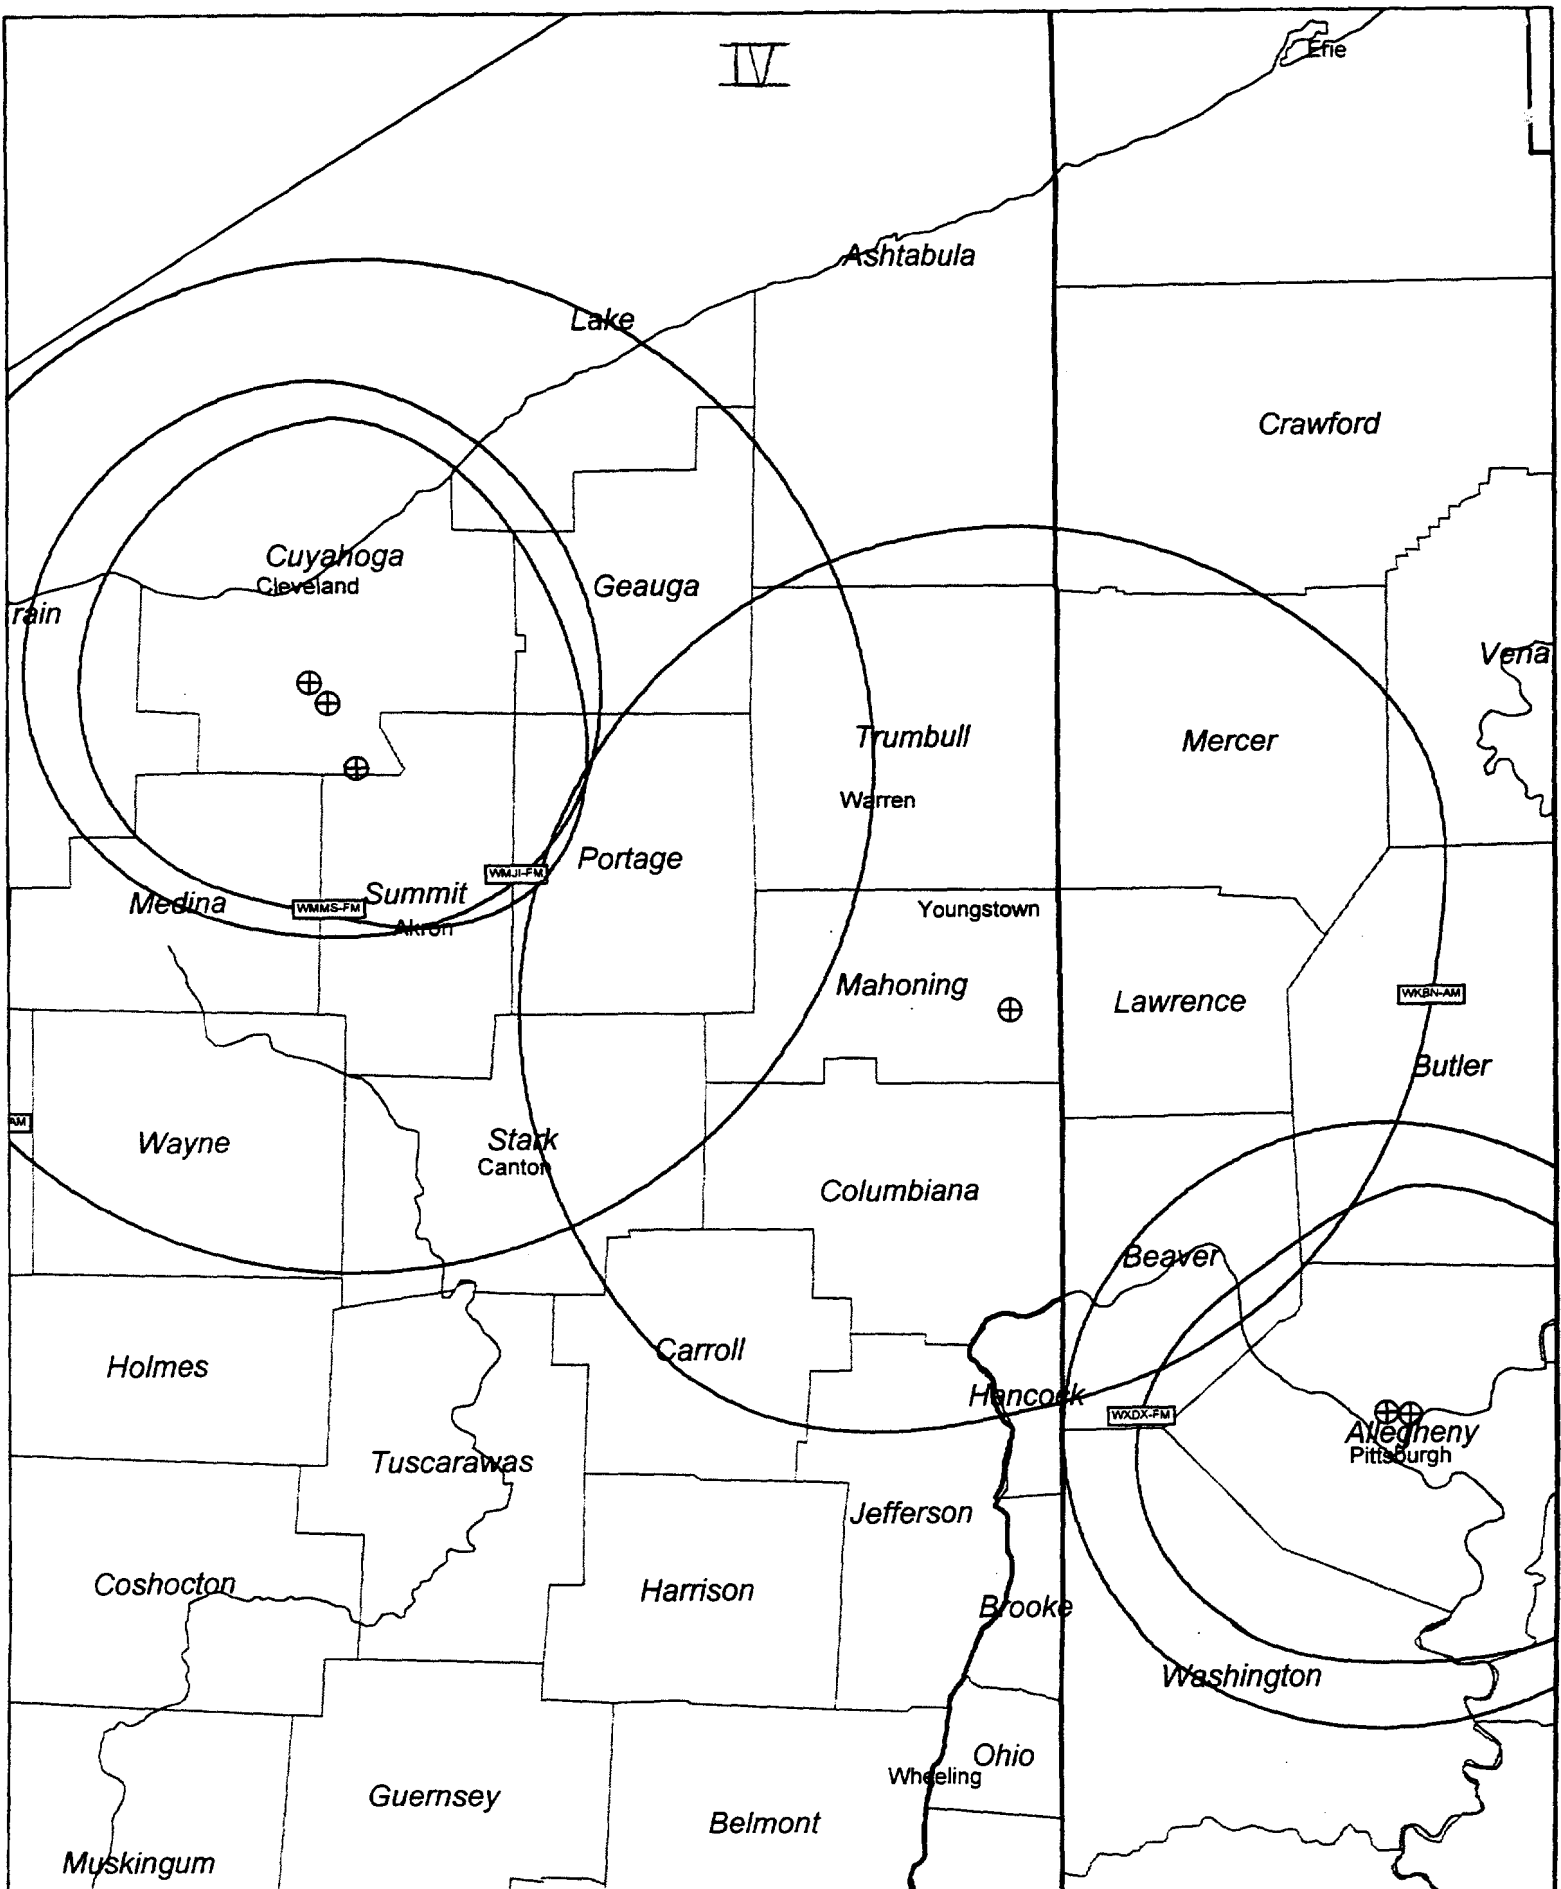 IV
Erie
Ashtabula
Lake
Crawford
Cuyahoga
Cleveland
Geauga
rain
Vena
Trumbull
Mercer
Warren
Portage
WMJI-FM
Summit
Medina
WMMS-FM
Akron
Youngstown
Mahoning
Lawrence
WKBN-AM
Butler
AM
Wayne
Stark
Canton
Columbiana
Beaver
Carroll
Holmes
Hancock
WXDX-FM
Allegheny
Pittsburgh
Tuscarawas
Jefferson
Coshocton
Harrison
Brooke
Washington
Ohio
Wheeling
Guernsey
Belmont
Muskingum